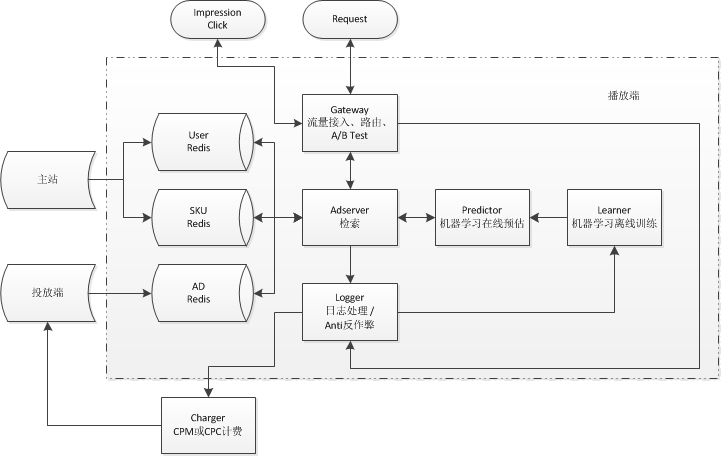 Impression
Click
Request
播放端
Gateway
流量接入、路由、
A/B Test
User
Redis
主站
SKU
Redis
Adserver
检索
Predictor
机器学习在线预估
Learner
机器学习离线训练
投放端
AD
Redis
Logger
日志处理 /
Anti反作弊
Charger
CPM或CPC计费